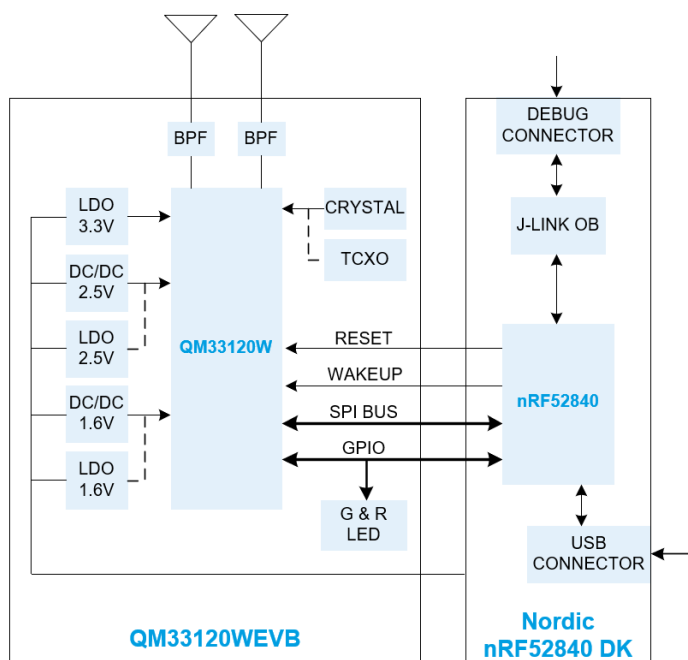 BPF
BPF
LDO
3.3V
DC/DC
2.5V
LDO
2.5V
DC/DC
1.6V
LDO
1.6V
QM33120W
CRYSTAL
TCXO
RESET
WAKEUP
SPI BUS
GPIO
G & R
LED
QM33120WEVB
DEBUG
CONNECTOR
J-LINK OB
nRF52840
USB
CONNECTOR
Nordic
nRF52840 DK